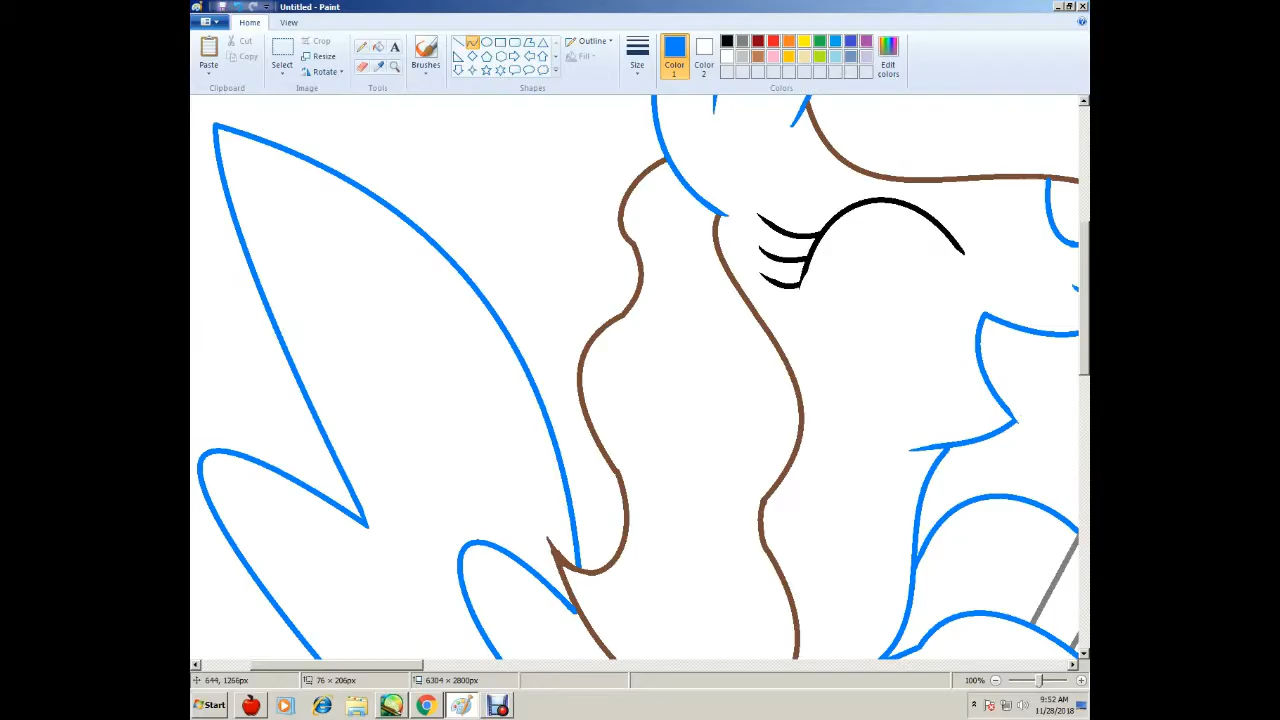 Untitled - Paint
Home View
Paste
Cut
Copy
Clipboard
Select
Crop
Resize
Rotate
Image
A
Tools
Brushes
Outline
Fill
Shapes
Size
Color 1
Color 2
Colors
Edit colors
644, 1266px
76 × 206px
6304 × 2800px
100%
Start
9:52 AM
11/28/2018